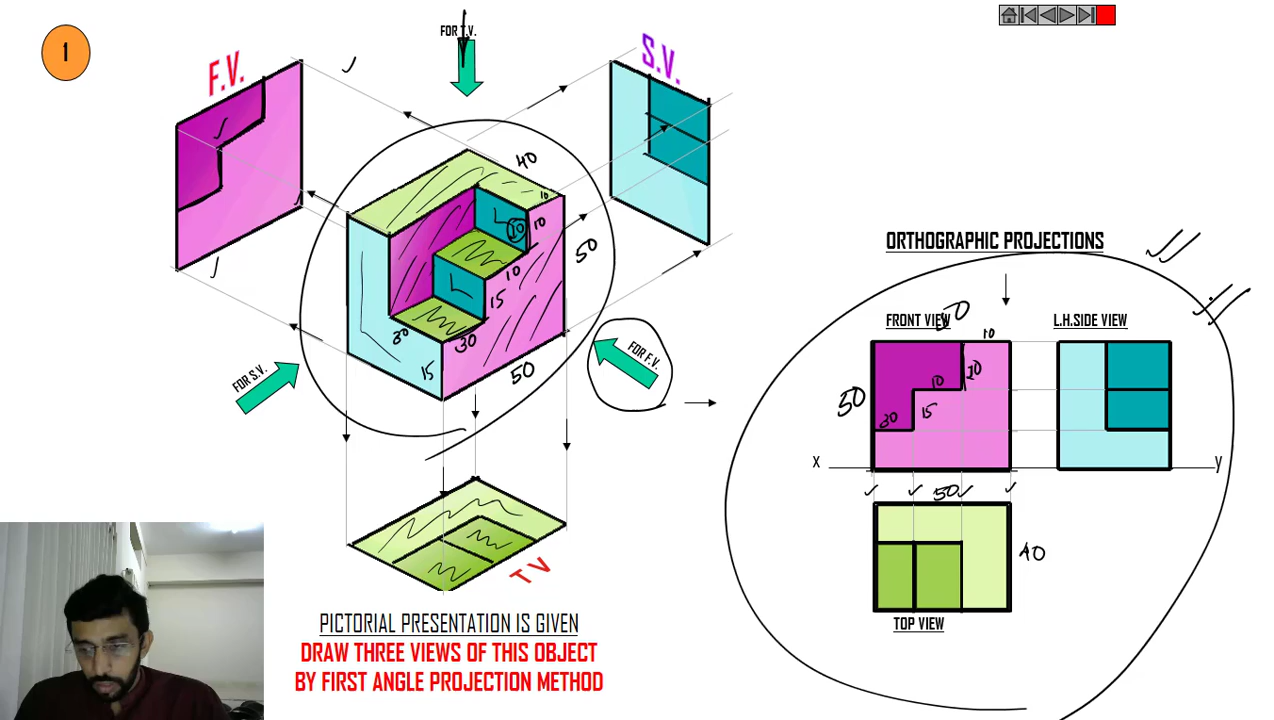 1
FOR T.V.
F.V.
S.V.
40
10
10
10
50
10
15
30
30
15
50
FOR S.V.
FOR F.V.
TV
PICTORIAL PRESENTATION IS GIVEN
DRAW THREE VIEWS OF THIS OBJECT
BY FIRST ANGLE PROJECTION METHOD
ORTHOGRAPHIC PROJECTIONS
FRONT VIEW
L.H.SIDE VIEW
10
50
10
15
X
Y
50
40
TOP VIEW